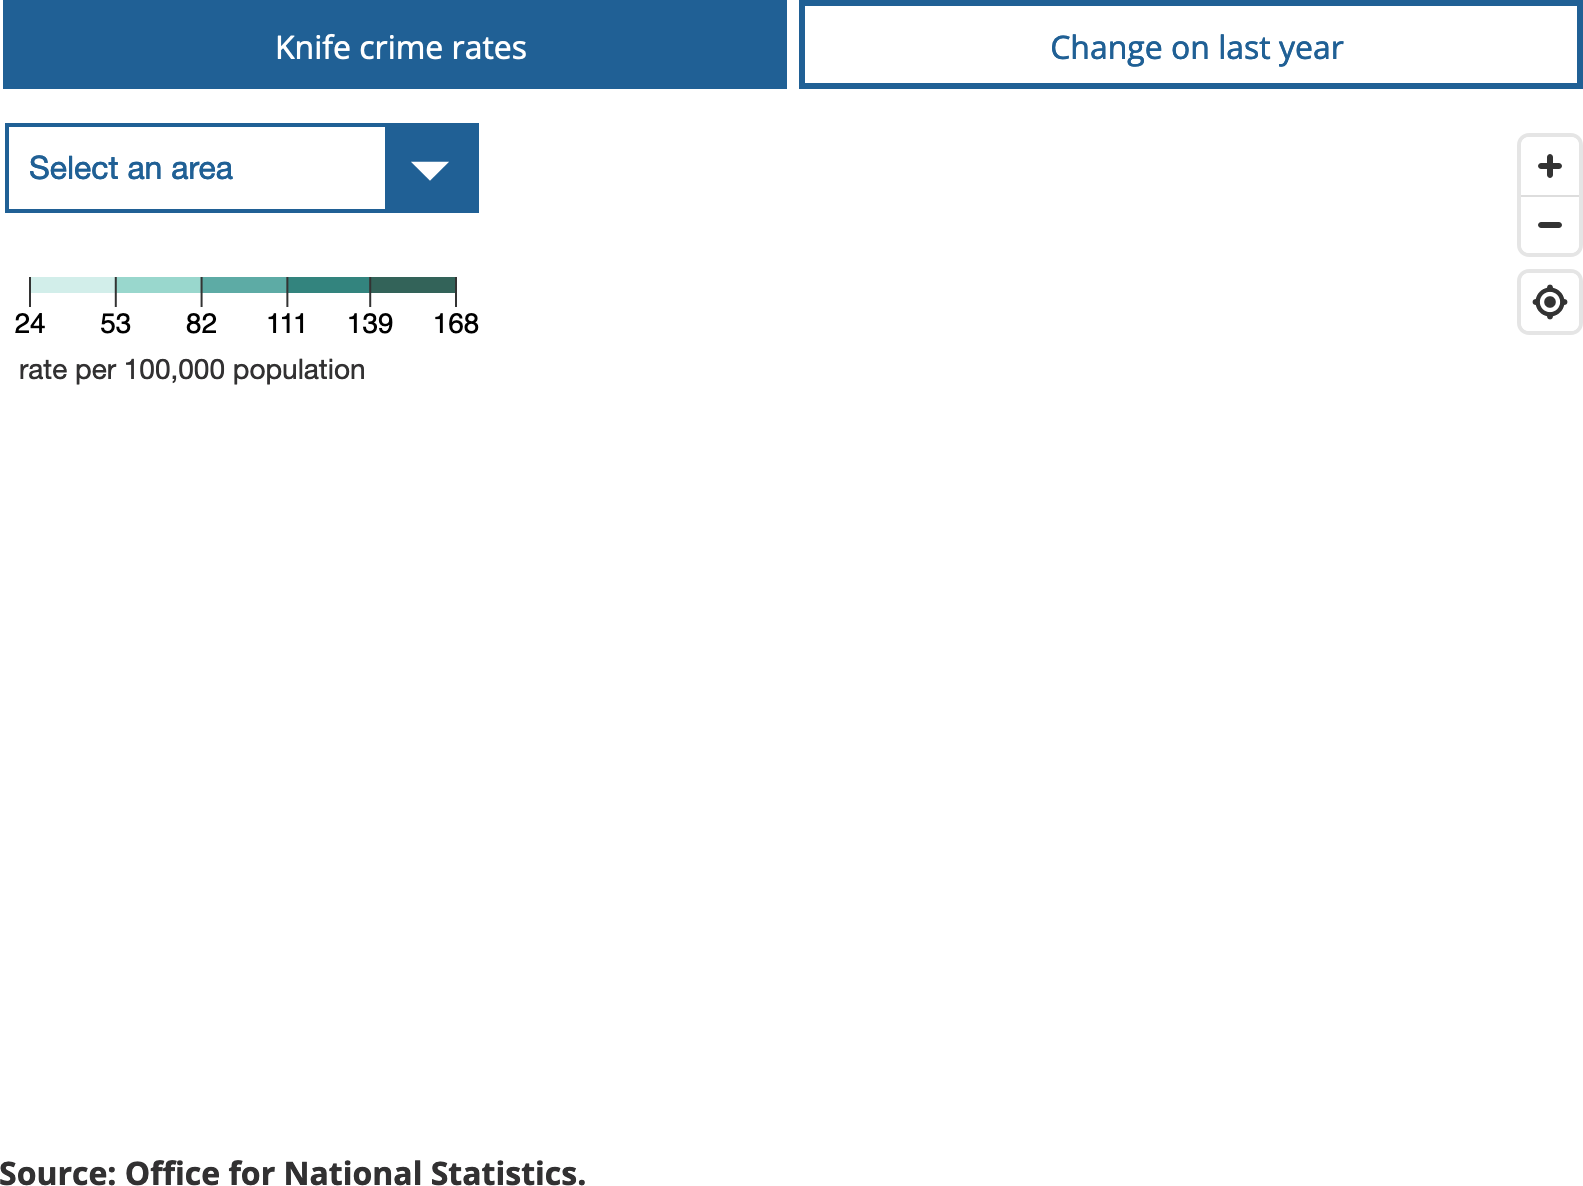 Knife crime rates
Change on last year
Select an area
24 53 82 111 139 168
rate per 100,000 population
Source: Office for National Statistics.